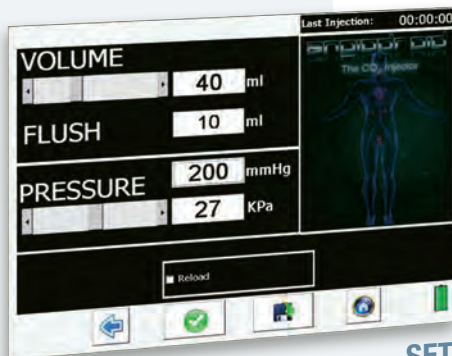 Last Injection: 00:00:00
VOLUME
40 ml
FLUSH
10 ml
PRESSURE
200 mmHg
27 KPa
angiodroid
The CO₂ Injector
Reload
SET